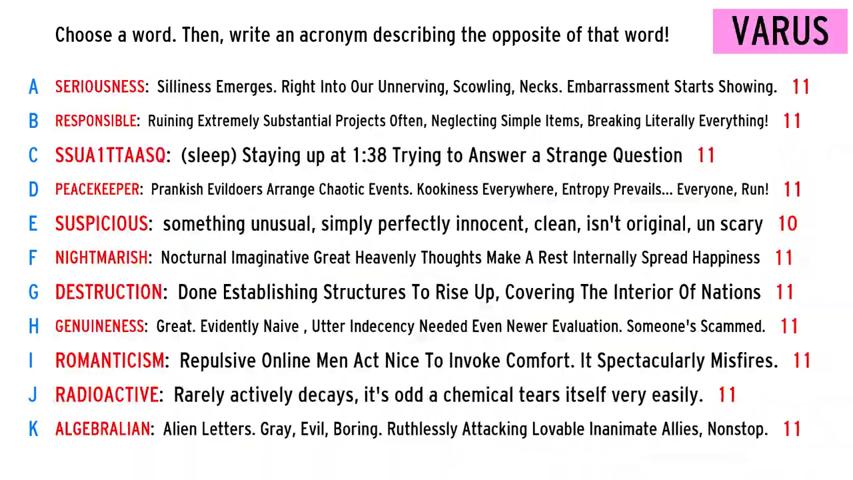 Choose a word. Then, write an acronym describing the opposite of that word! VARUS
A SERIOUSNESS: Silliness Emerges. Right Into Our Unnerving, Scowling, Necks. Embarrassment Starts Showing. 11
B RESPONSIBLE: Ruining Extremely Substantial Projects Often, Neglecting Simple Items, Breaking Literally Everything! 11
C SSUA1TTAASQ: (sleep) Staying up at 1:38 Trying to Answer a Strange Question 11
D PEACEKEEPER: Prankish Evildoers Arrange Chaotic Events. Kookiness Everywhere, Entropy Prevails... Everyone, Run! 11
E SUSPICIOUS: something unusual, simply perfectly innocent, clean, isn't original, un scary 10
F NIGHTMARISH: Nocturnal Imaginative Great Heavenly Thoughts Make A Rest Internally Spread Happiness 11
G DESTRUCTION: Done Establishing Structures To Rise Up, Covering The Interior Of Nations 11
H GENUINENESS: Great. Evidently Naive , Utter Indecency Needed Even Newer Evaluation. Someone's Scammed. 11
I ROMANTICISM: Repulsive Online Men Act Nice To Invoke Comfort. It Spectacularly Misfires. 11
J RADIOACTIVE: Rarely actively decays, it's odd a chemical tears itself very easily. 11
K ALGEBRALIAN: Alien Letters. Gray, Evil, Boring. Ruthlessly Attacking Lovable Inanimate Allies, Nonstop. 11